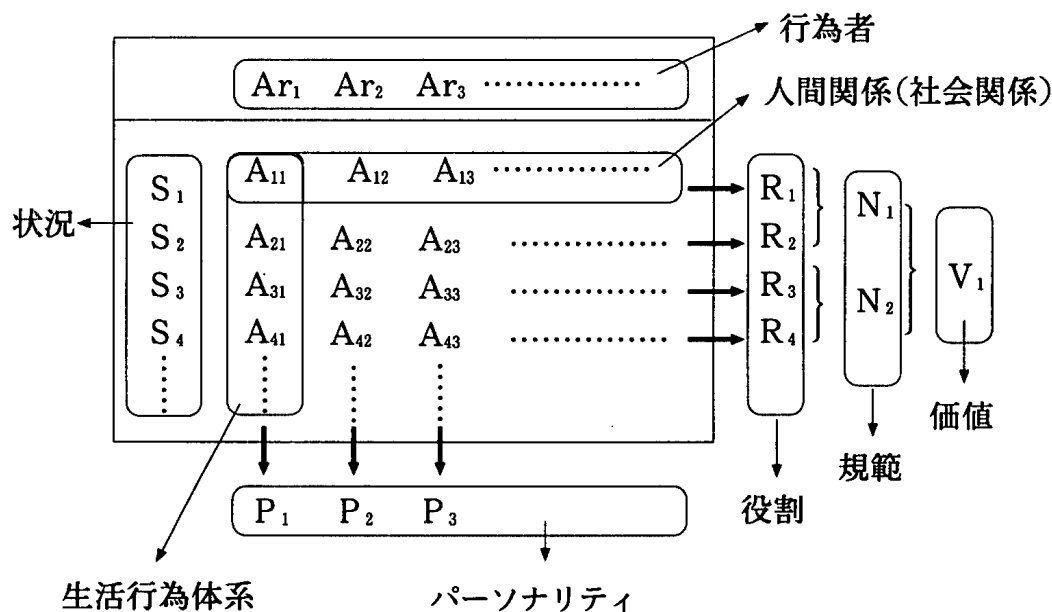 行為者
Ar₁ Ar₂ Ar₃ ···················
人間関係(社会関係)
状況
S₁ A₁₁ A₁₂ A₁₃ ···················· R₁ N₁
S₂ A₂₁ A₂₂ A₂₃ ···················· R₂
V₁
S₃ A₃₁ A₃₂ A₃₃ ···················· R₃ N₂
S₄ A₄₁ A₄₂ A₄₃ ···················· R₄
価値
規範
P₁ P₂ P₃
役割
生活行為体系
パーソナリティ